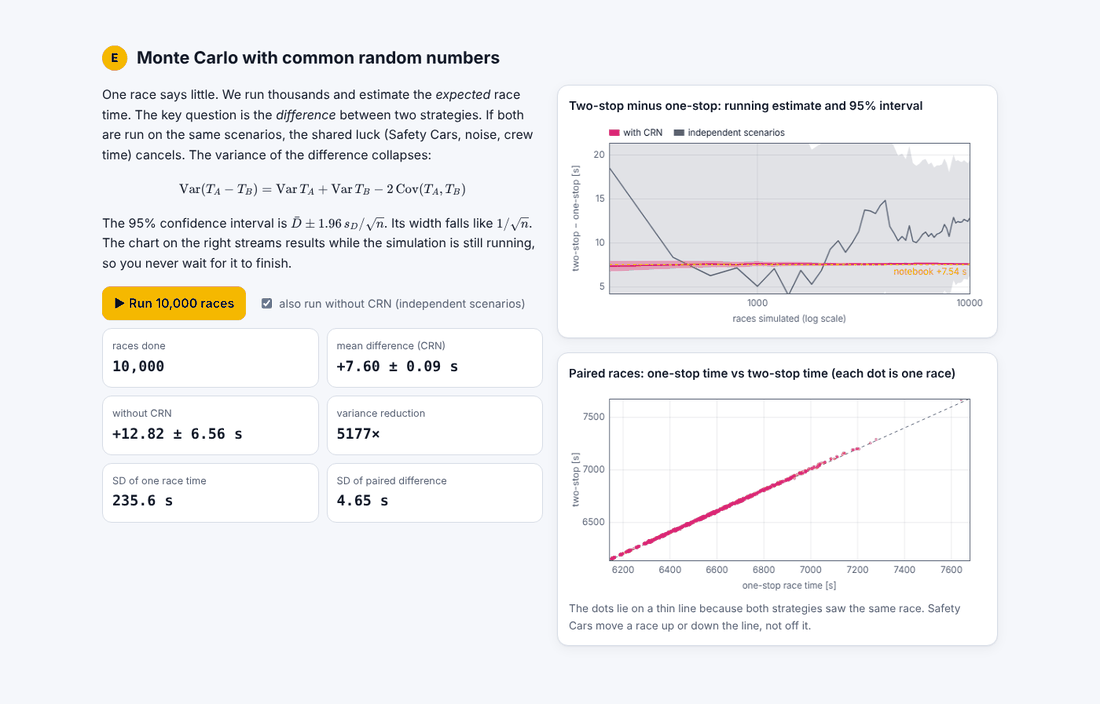 E
Monte Carlo with common random numbers
One race says little. We run thousands and estimate the expected race
time. The key question is the difference between two strategies. If both
are run on the same scenarios, the shared luck (Safety Cars, noise, crew
time) cancels. The variance of the difference collapses:
Var(T_A − T_B) = Var T_A + Var T_B − 2 Cov(T_A, T_B)
The 95% confidence interval is D̄ ± 1.96 s_D/√n. Its width falls like 1/√n.
The chart on the right streams results while the simulation is still running,
so you never wait for it to finish.
▶ Run 10,000 races
also run without CRN (independent scenarios)
races done
10,000
mean difference (CRN)
+7.60 ± 0.09 s
without CRN
+12.82 ± 6.56 s
variance reduction
5177×
SD of one race time
235.6 s
SD of paired difference
4.65 s
Two-stop minus one-stop: running estimate and 95% interval
with CRN
independent scenarios
two-stop − one-stop [s]
20
15
10
5
notebook +7.54 s
1000
10000
races simulated (log scale)
Paired races: one-stop time vs two-stop time (each dot is one race)
two-stop [s]
7500
7000
6500
6200
6400
6600
6800
7000
7200
7400
7600
one-stop race time [s]
The dots lie on a thin line because both strategies saw the same race. Safety
Cars move a race up or down the line, not off it.